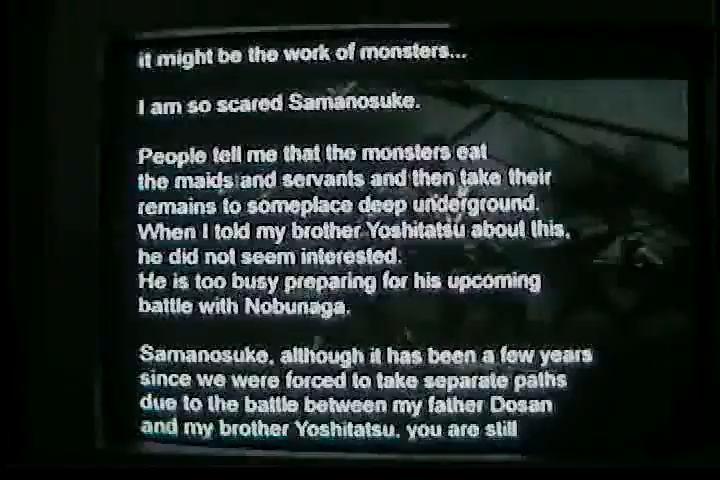 it might be the work of monsters...
I am so scared Samanosuke.
People tell me that the monsters eat
the maids and servants and then take their
remains to someplace deep underground.
When I told my brother Yoshitatsu about this,
he did not seem interested.
He is too busy preparing for his upcoming
battle with Nobunaga.
Samanosuke, although it has been a few years
since we were forced to take separate paths
due to the battle between my father Dosan
and my brother Yoshitatsu, you are still